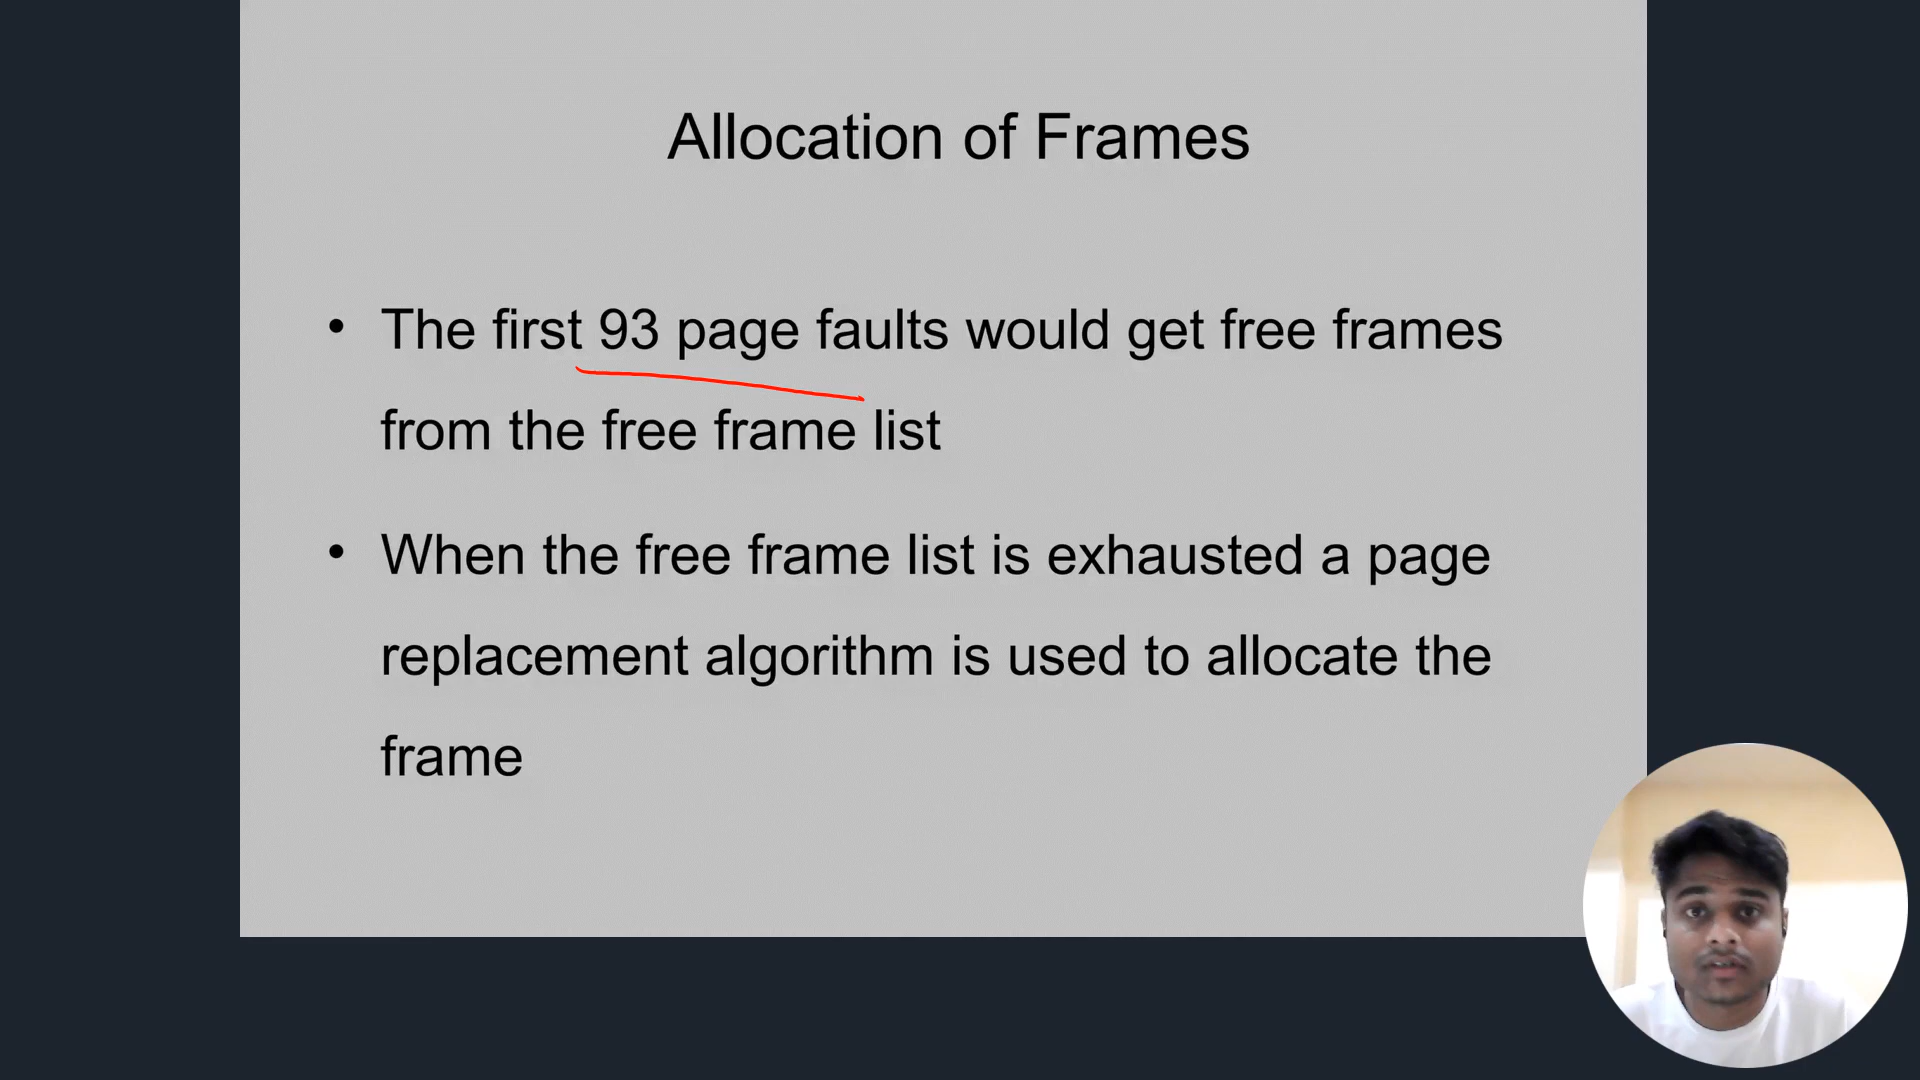 Allocation of Frames
• The first 93 page faults would get free frames
from the free frame list
• When the free frame list is exhausted a page
replacement algorithm is used to allocate the
frame